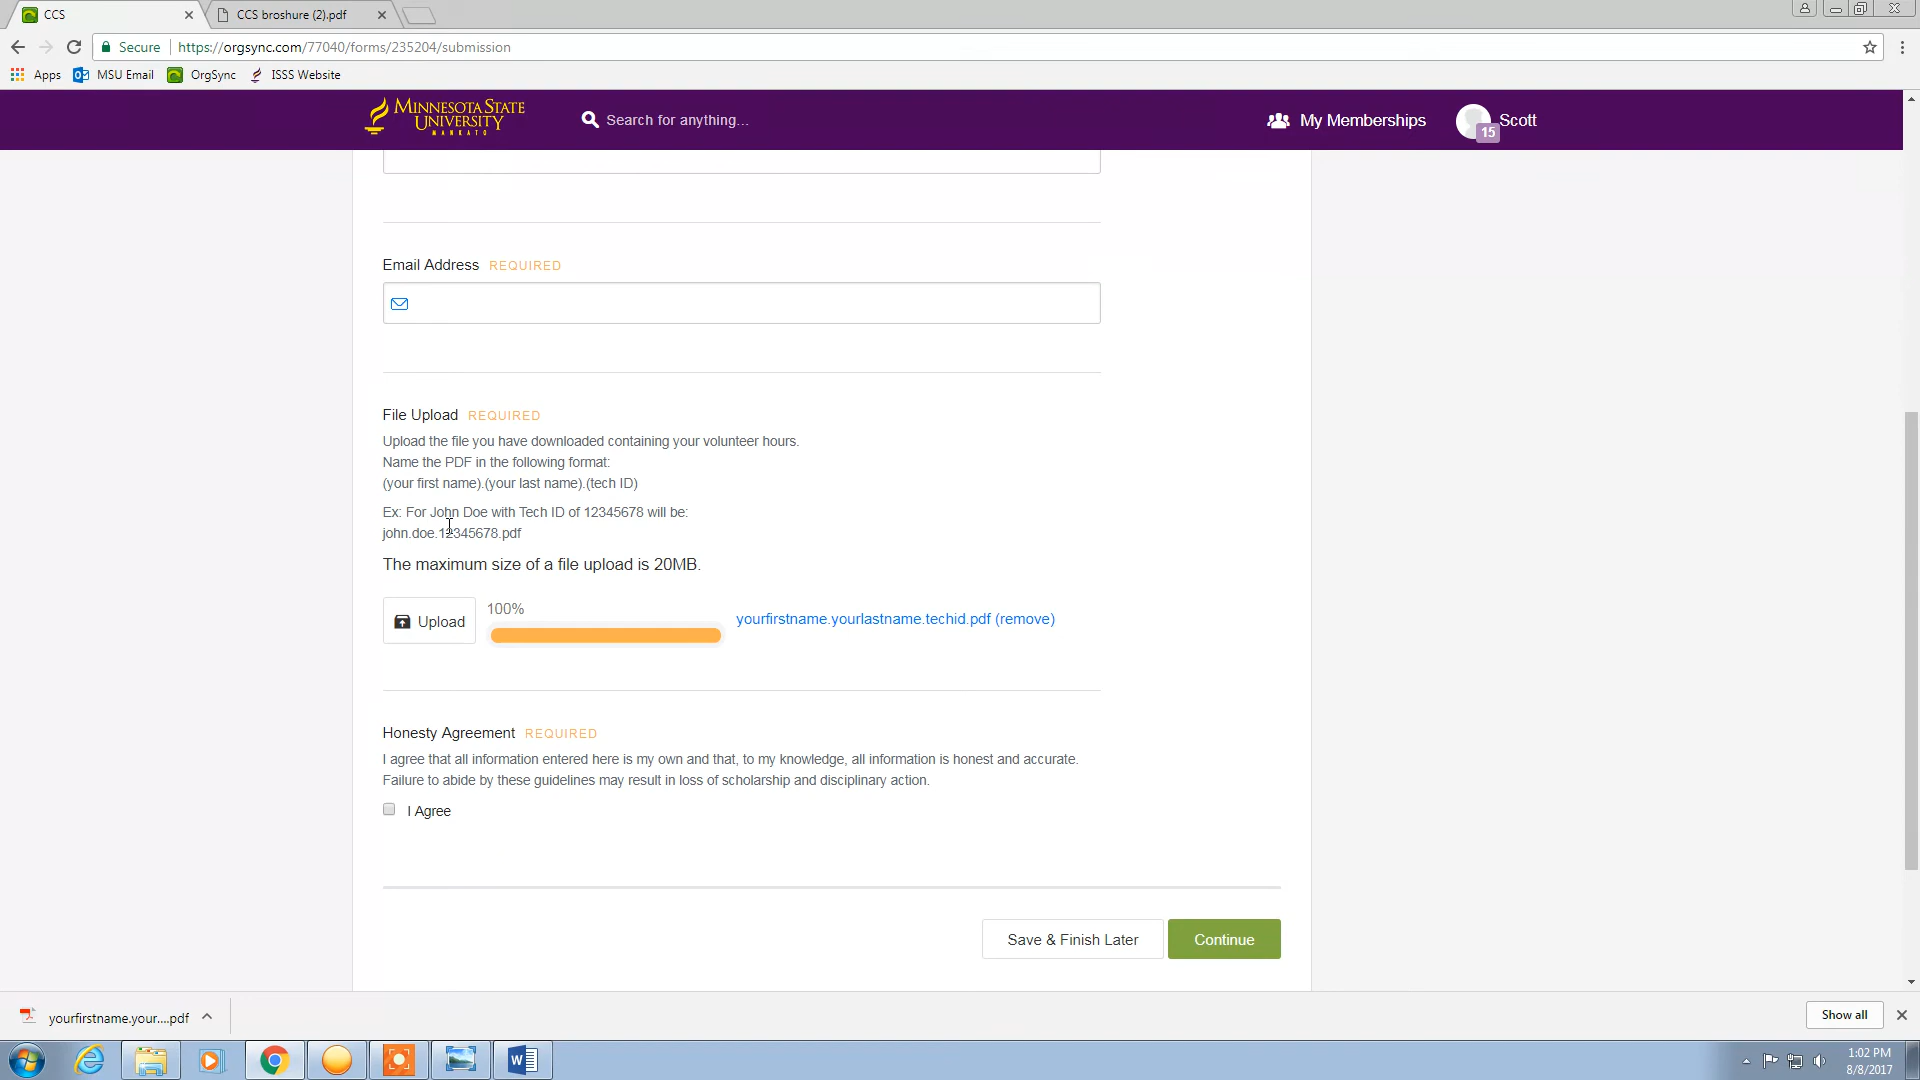 CCS
CCS broshure (2).pdf
Secure
https://orgsync.com/77040/forms/235204/submission
Apps
MSU Email
OrgSync
ISSS Website
MINNESOTA STATE
UNIVERSITY
MANKATO
Search for anything...
My Memberships
15
Scott
Email Address REQUIRED
File Upload REQUIRED
Upload the file you have downloaded containing your volunteer hours.
Name the PDF in the following format:
(your first name).(your last name).(tech ID)
Ex: For John Doe with Tech ID of 12345678 will be:
john.doe.12345678.pdf
The maximum size of a file upload is 20MB.
Upload
100%
yourfirstname.yourlastname.techid.pdf (remove)
Honesty Agreement REQUIRED
I agree that all information entered here is my own and that, to my knowledge, all information is honest and accurate.
Failure to abide by these guidelines may result in loss of scholarship and disciplinary action.
I Agree
Save & Finish Later
Continue
yourfirstname.your....pdf
Show all
1:02 PM
8/8/2017